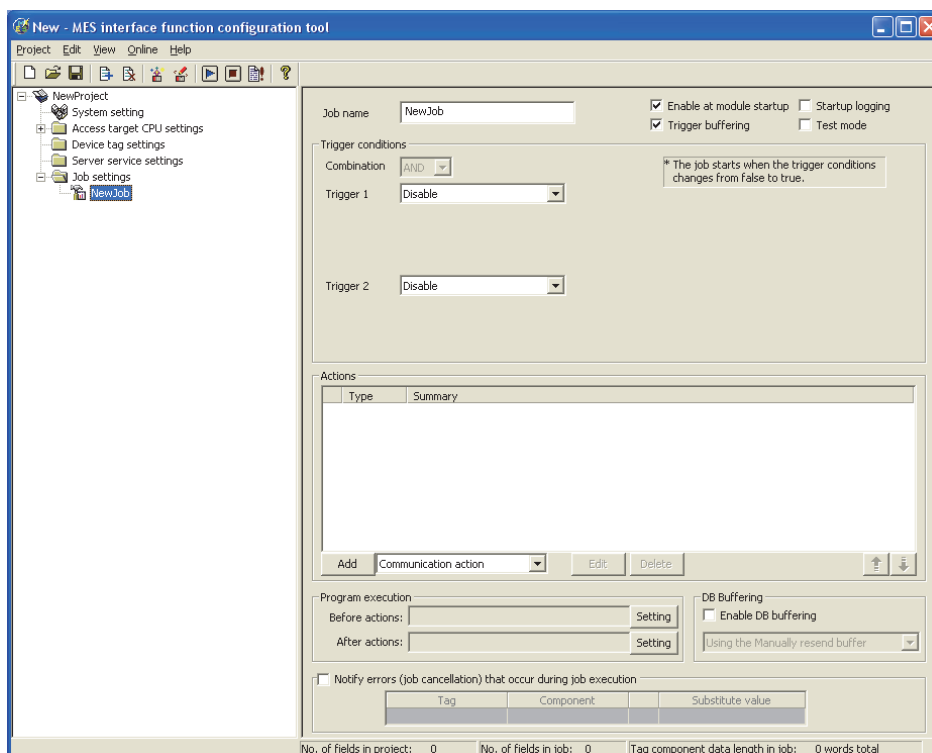 New - MES interface function configuration tool
Project Edit View Online Help
NewProject
System setting
Access target CPU settings
Device tag settings
Server service settings
Job settings
NewJob
Job name NewJob
Enable at module startup Startup logging
Trigger buffering Test mode
Trigger conditions
Combination AND
* The job starts when the trigger conditions
changes from false to true.
Trigger 1 Disable
Trigger 2 Disable
Actions
Type Summary
Add Communication action Edit Delete
Program execution
Before actions: Setting
After actions: Setting
DB Buffering
Enable DB buffering
Using the Manually resend buffer
Notify errors (job cancellation) that occur during job execution
Tag Component Substitute value
No. of fields in project: 0 No. of fields in job: 0 Tag component data length in job: 0 words total